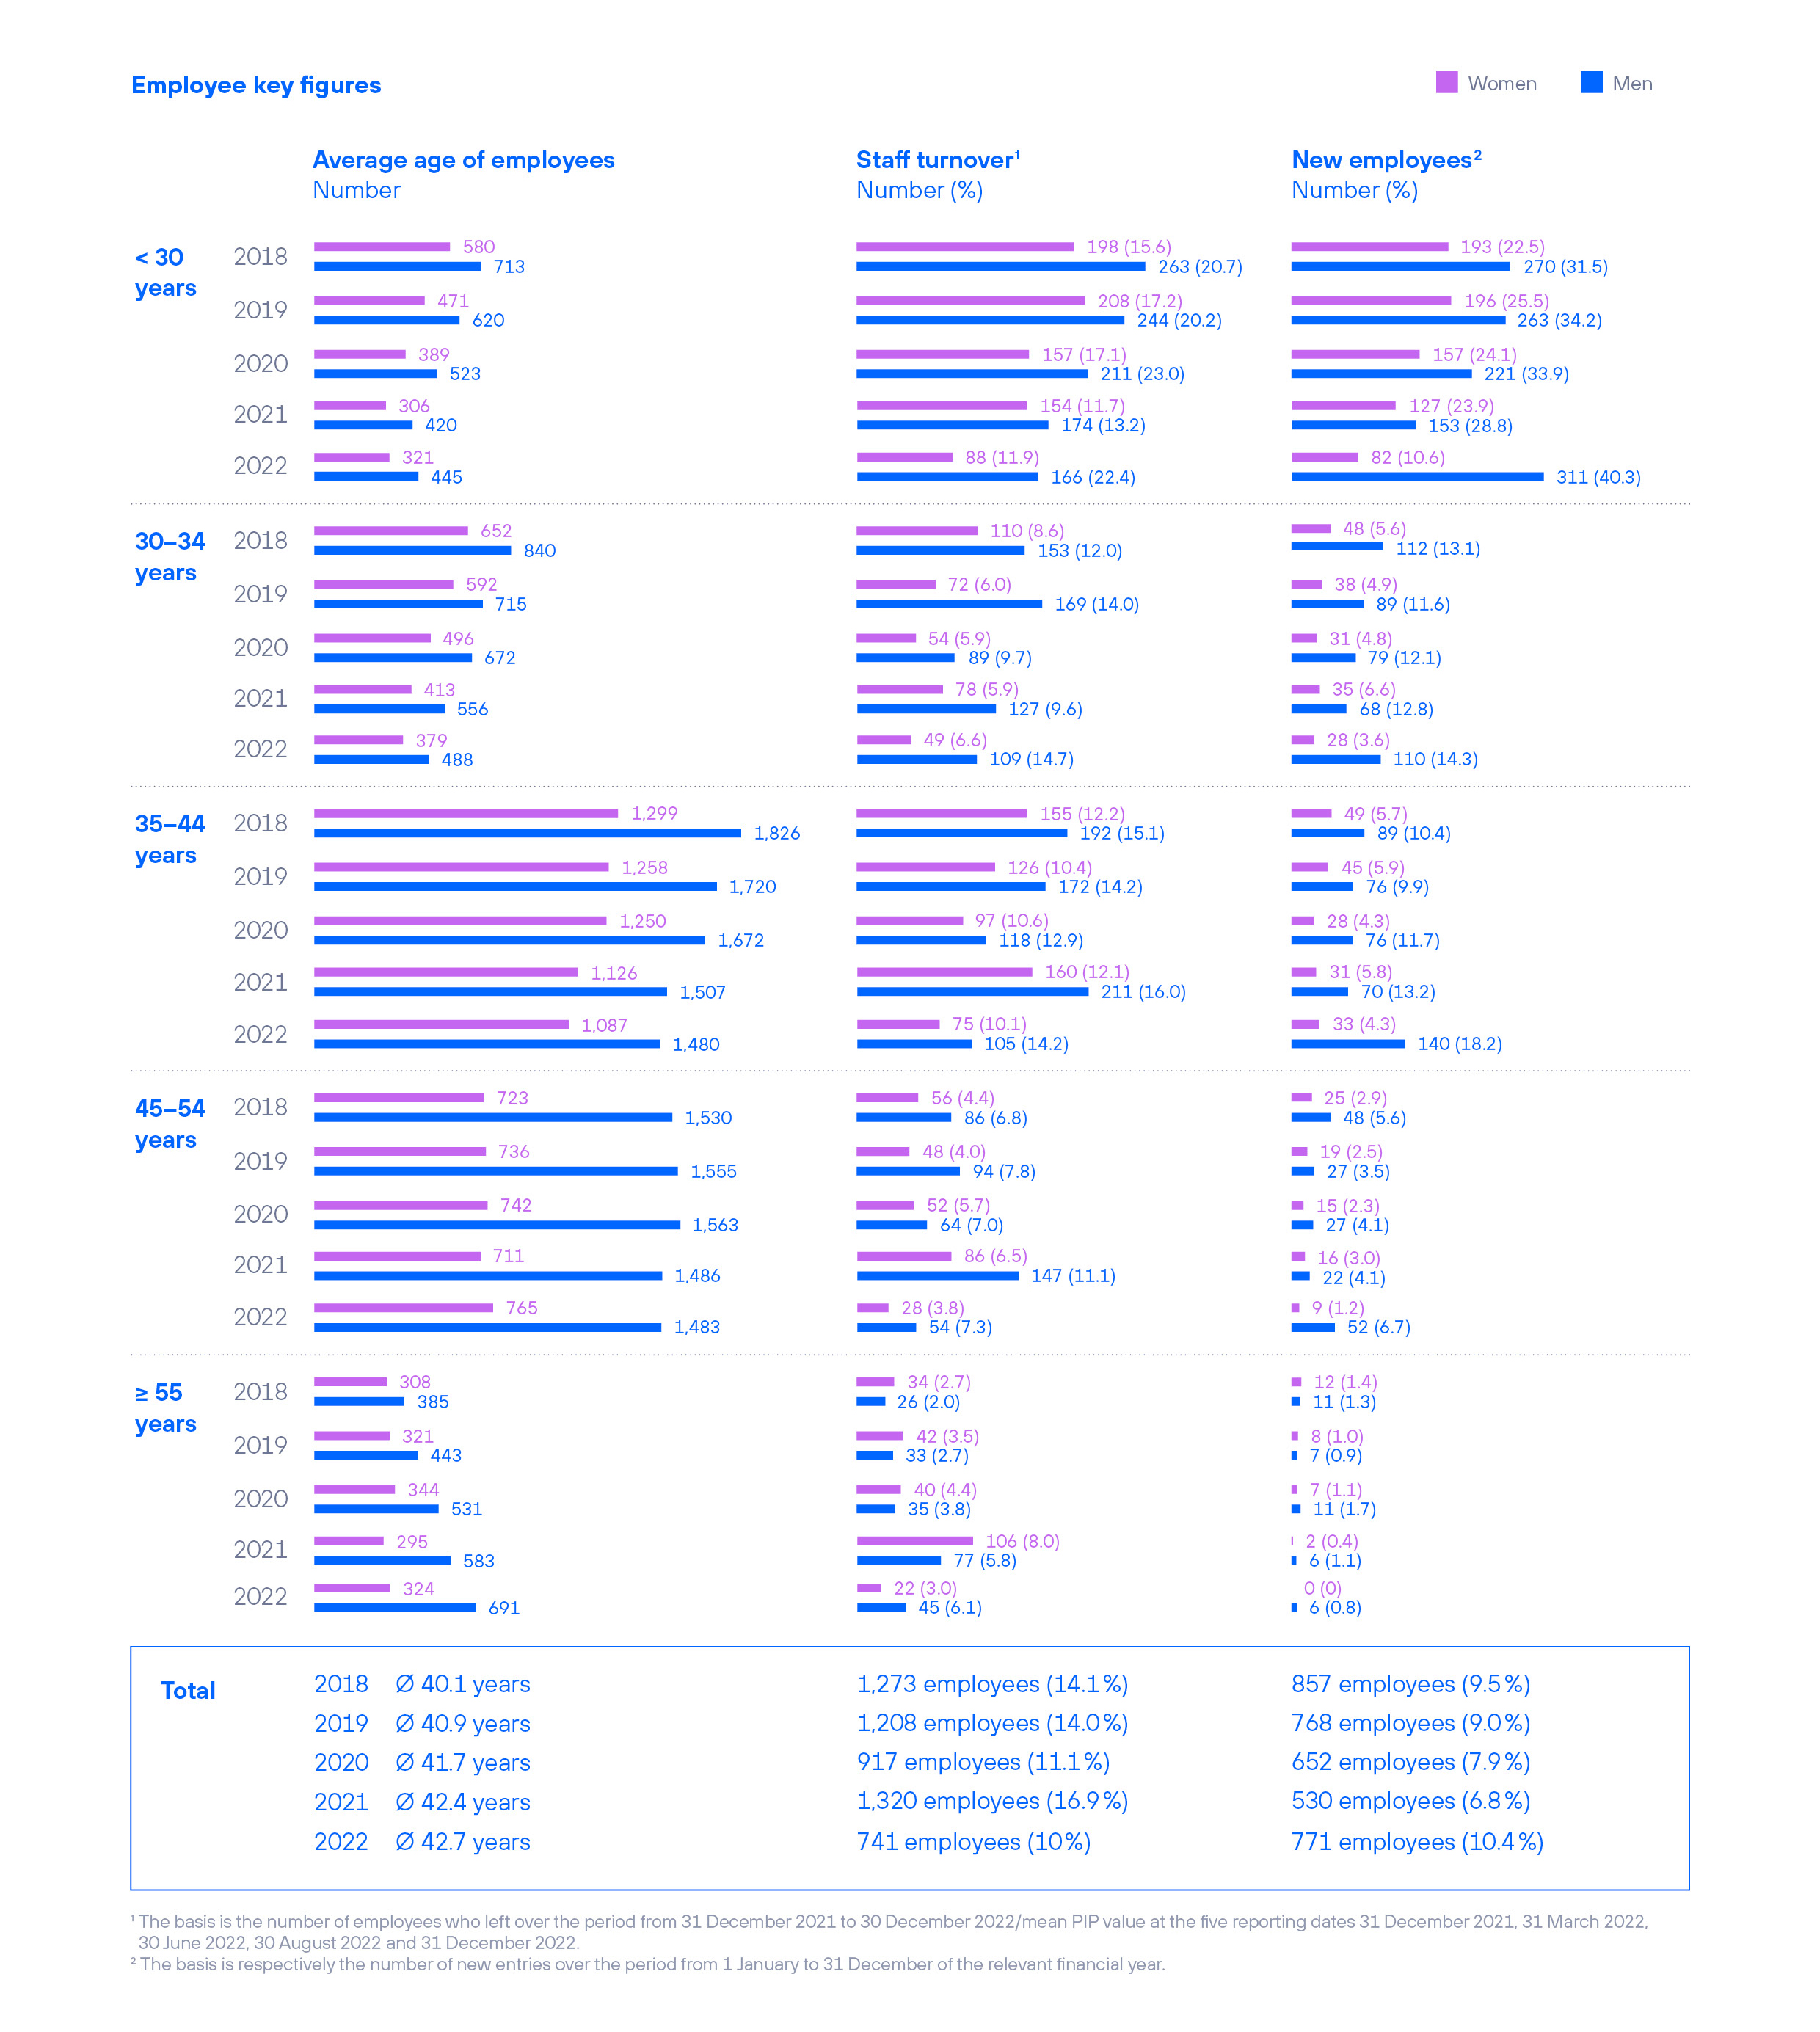 Employee key figures
Women Men
Average age of employees Staff turnover¹ New employees²
Number Number (%) Number (%)
< 30 years
2018 580 198 (15.6) 193 (22.5)
713 263 (20.7) 270 (31.5)
2019 471 208 (17.2) 196 (25.5)
620 244 (20.2) 263 (34.2)
2020 389 157 (17.1) 157 (24.1)
523 211 (23.0) 221 (33.9)
2021 306 154 (11.7) 127 (23.9)
420 174 (13.2) 153 (28.8)
2022 321 88 (11.9) 82 (10.6)
445 166 (22.4) 311 (40.3)
30–34 years
2018 652 110 (8.6) 48 (5.6)
840 153 (12.0) 112 (13.1)
2019 592 72 (6.0) 38 (4.9)
715 169 (14.0) 89 (11.6)
2020 496 54 (5.9) 31 (4.8)
672 89 (9.7) 79 (12.1)
2021 413 78 (5.9) 35 (6.6)
556 127 (9.6) 68 (12.8)
2022 379 49 (6.6) 28 (3.6)
488 109 (14.7) 110 (14.3)
35–44 years
2018 1,299 155 (12.2) 49 (5.7)
1,826 192 (15.1) 89 (10.4)
2019 1,258 126 (10.4) 45 (5.9)
1,720 172 (14.2) 76 (9.9)
2020 1,250 97 (10.6) 28 (4.3)
1,672 118 (12.9) 76 (11.7)
2021 1,126 160 (12.1) 31 (5.8)
1,507 211 (16.0) 70 (13.2)
2022 1,087 75 (10.1) 33 (4.3)
1,480 105 (14.2) 140 (18.2)
45–54 years
2018 723 56 (4.4) 25 (2.9)
1,530 86 (6.8) 48 (5.6)
2019 736 48 (4.0) 19 (2.5)
1,555 94 (7.8) 27 (3.5)
2020 742 52 (5.7) 15 (2.3)
1,563 64 (7.0) 27 (4.1)
2021 711 86 (6.5) 16 (3.0)
1,486 147 (11.1) 22 (4.1)
2022 765 28 (3.8) 9 (1.2)
1,483 54 (7.3) 52 (6.7)
≥ 55 years
2018 308 34 (2.7) 12 (1.4)
385 26 (2.0) 11 (1.3)
2019 321 42 (3.5) 8 (1.0)
443 33 (2.7) 7 (0.9)
2020 344 40 (4.4) 7 (1.1)
531 35 (3.8) 11 (1.7)
2021 295 106 (8.0) 2 (0.4)
583 77 (5.8) 6 (1.1)
2022 324 22 (3.0) 0 (0)
691 45 (6.1) 6 (0.8)
Total
2018 Ø 40.1 years 1,273 employees (14.1 %) 857 employees (9.5 %)
2019 Ø 40.9 years 1,208 employees (14.0 %) 768 employees (9.0 %)
2020 Ø 41.7 years 917 employees (11.1 %) 652 employees (7.9 %)
2021 Ø 42.4 years 1,320 employees (16.9 %) 530 employees (6.8 %)
2022 Ø 42.7 years 741 employees (10 %) 771 employees (10.4 %)
¹ The basis is the number of employees who left over the period from 31 December 2021 to 30 December 2022/mean PIP value at the five reporting dates 31 December 2021, 31 March 2022,
30 June 2022, 30 August 2022 and 31 December 2022.
² The basis is respectively the number of new entries over the period from 1 January to 31 December of the relevant financial year.